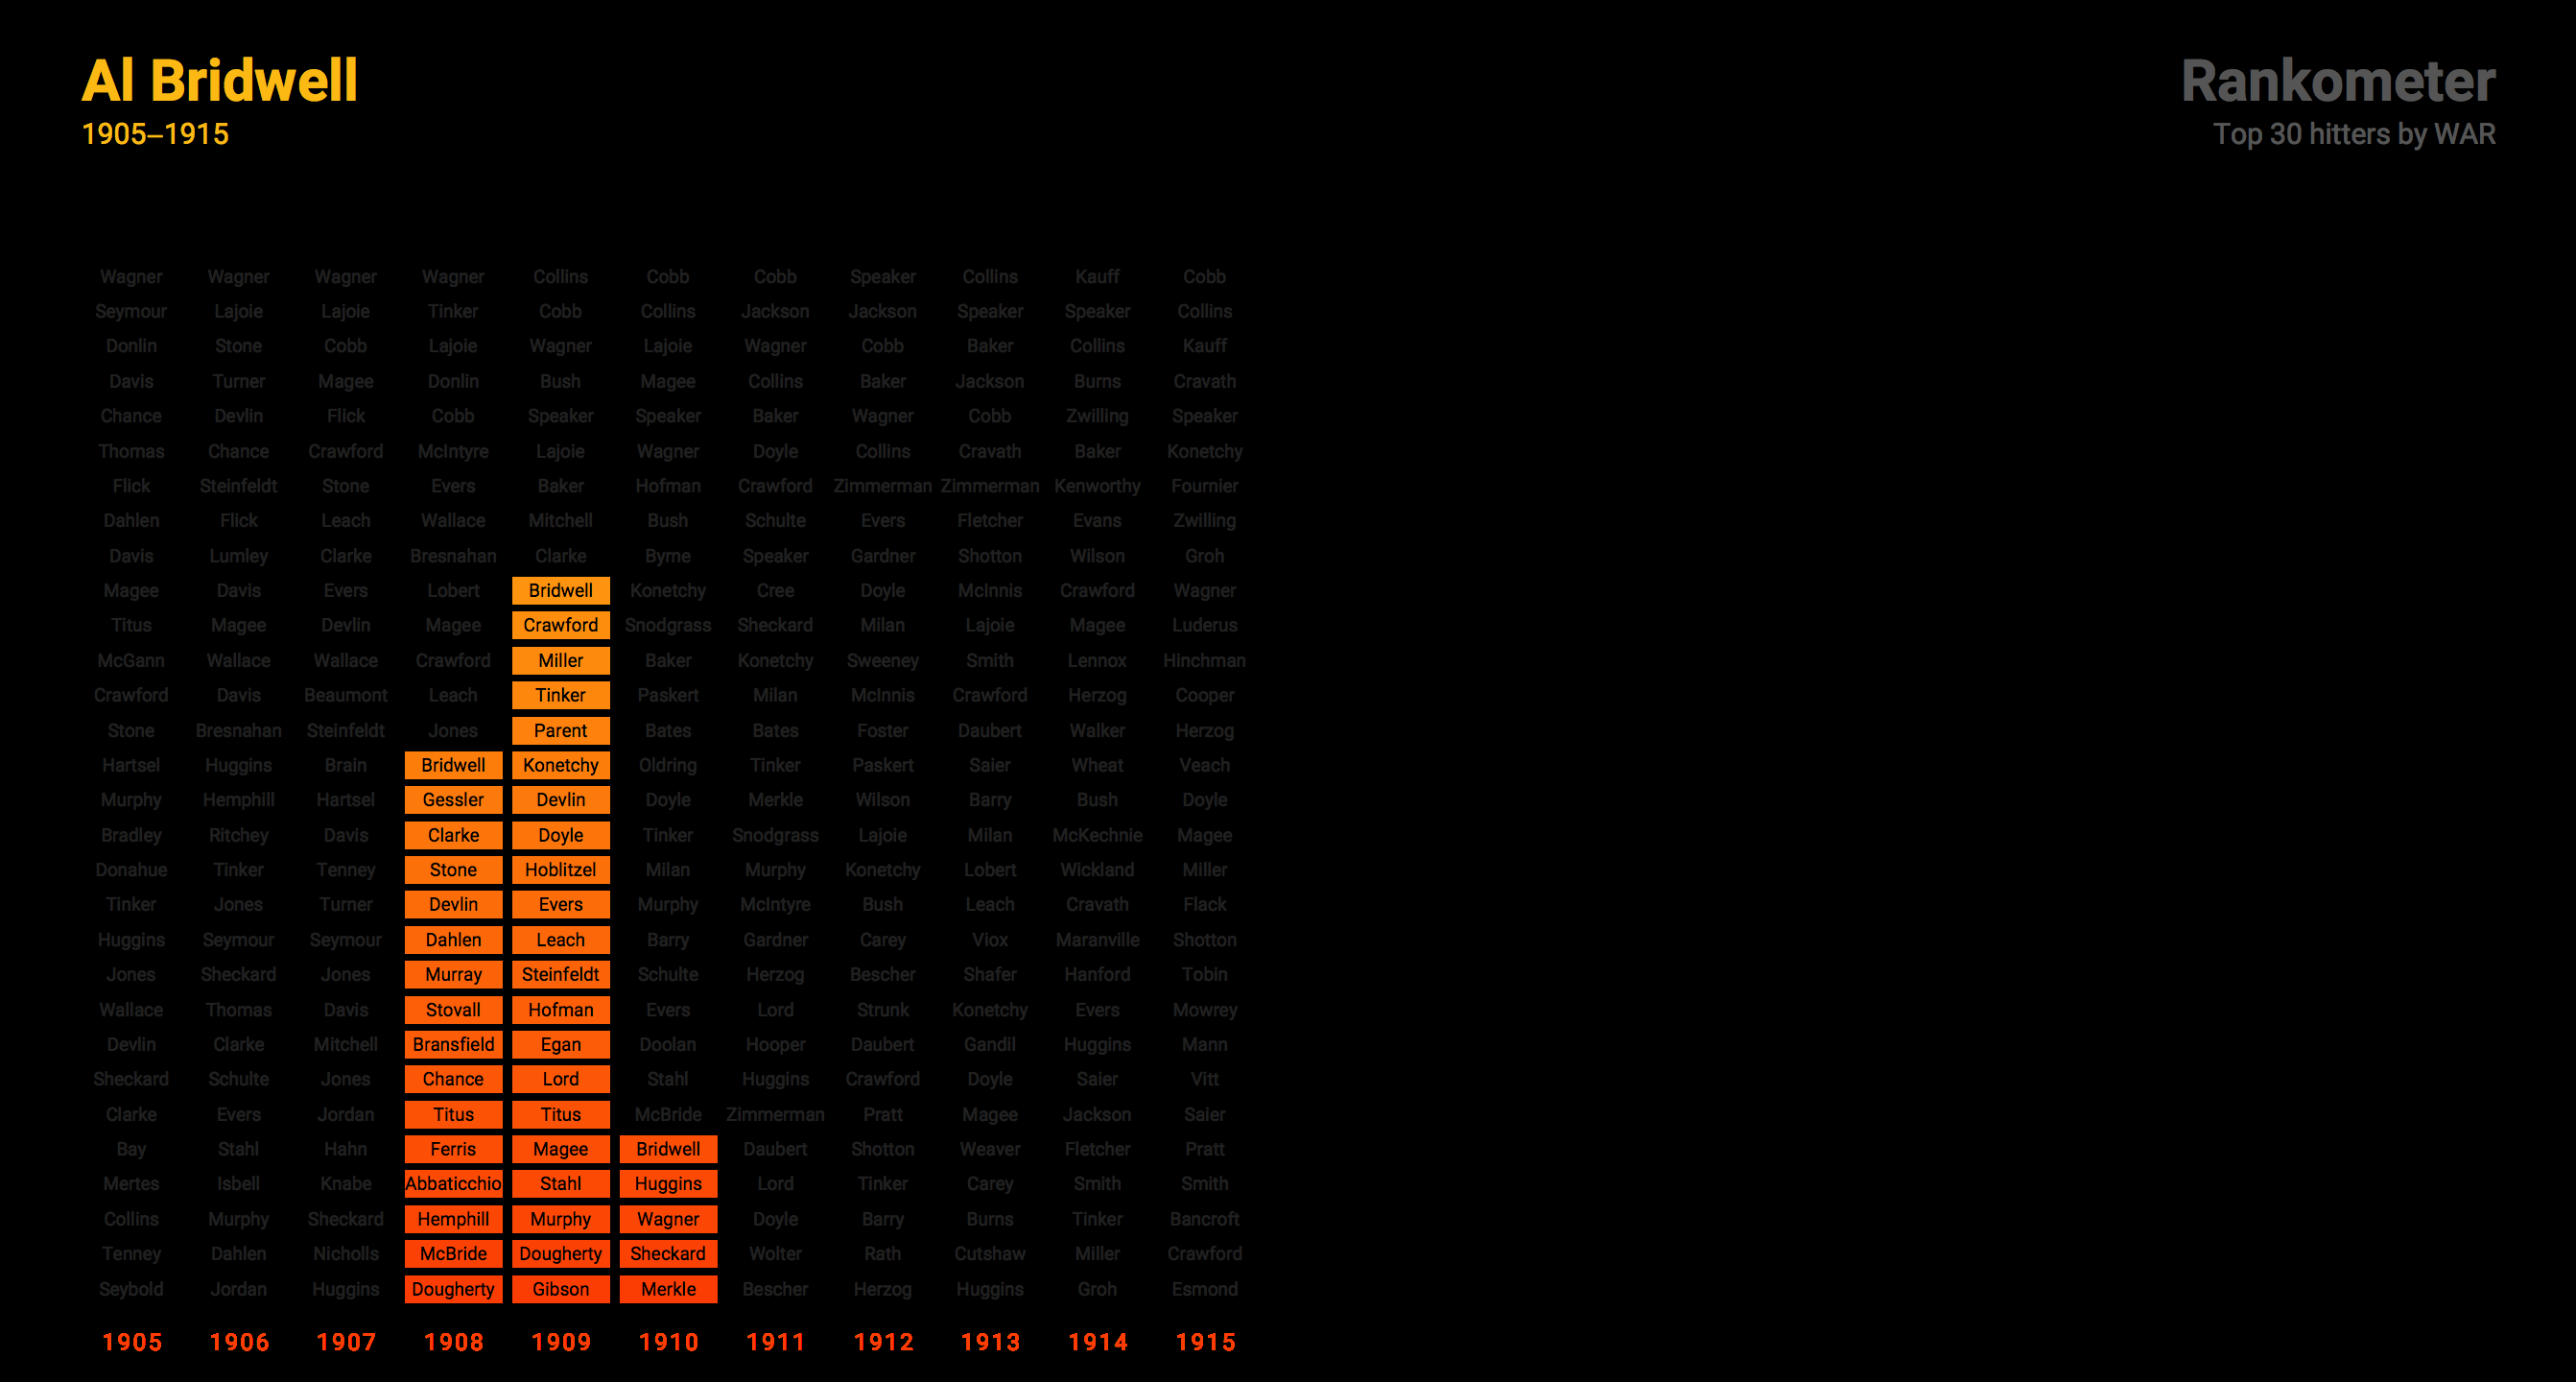 Al Bridwell
1905–1915
Rankometer
Top 30 hitters by WAR
Wagner Wagner Wagner Wagner Collins Cobb Cobb Speaker Collins Kauff Cobb
Seymour Lajoie Lajoie Tinker Cobb Collins Jackson Jackson Speaker Speaker Collins
Donlin Stone Cobb Lajoie Wagner Lajoie Wagner Cobb Baker Collins Kauff
Davis Turner Magee Donlin Bush Magee Collins Baker Jackson Burns Cravath
Chance Devlin Flick Cobb Speaker Speaker Baker Wagner Cobb Zwilling Speaker
Thomas Chance Crawford McIntyre Lajoie Wagner Doyle Collins Cravath Baker Konetchy
Flick Steinfeldt Stone Evers Baker Hofman Crawford Zimmerman Zimmerman Kenworthy Fournier
Dahlen Flick Leach Wallace Mitchell Bush Schulte Evers Fletcher Evans Zwilling
Davis Lumley Clarke Bresnahan Clarke Byrne Speaker Gardner Shotton Wilson Groh
Magee Davis Evers Lobert Bridwell Konetchy Cree Doyle McInnis Crawford Wagner
Titus Magee Devlin Magee Crawford Snodgrass Sheckard Milan Lajoie Magee Luderus
McGann Wallace Wallace Crawford Miller Baker Konetchy Sweeney Smith Lennox Hinchman
Crawford Davis Beaumont Leach Tinker Paskert Milan McInnis Crawford Herzog Cooper
Stone Bresnahan Steinfeldt Jones Parent Bates Bates Foster Daubert Walker Herzog
Hartsel Huggins Brain Bridwell Konetchy Oldring Tinker Paskert Saier Wheat Veach
Murphy Hemphill Hartsel Gessler Devlin Doyle Merkle Wilson Barry Bush Doyle
Bradley Ritchey Davis Clarke Doyle Tinker Snodgrass Lajoie Milan McKechnie Magee
Donahue Tinker Tenney Stone Hoblitzel Milan Murphy Konetchy Lobert Wickland Miller
Tinker Jones Turner Devlin Evers Murphy McIntyre Bush Leach Cravath Flack
Huggins Seymour Seymour Dahlen Leach Barry Gardner Carey Viox Maranville Shotton
Jones Sheckard Jones Murray Steinfeldt Schulte Herzog Bescher Shafer Hanford Tobin
Wallace Thomas Davis Stovall Hofman Evers Lord Strunk Konetchy Evers Mowrey
Devlin Clarke Mitchell Bransfield Egan Doolan Hooper Daubert Gandil Huggins Mann
Sheckard Schulte Jones Chance Lord Stahl Huggins Crawford Doyle Saier Vitt
Clarke Evers Jordan Titus Titus McBride Zimmerman Pratt Magee Jackson Saier
Bay Stahl Hahn Ferris Magee Bridwell Daubert Shotton Weaver Fletcher Pratt
Mertes Isbell Knabe Abbaticchio Stahl Huggins Lord Tinker Carey Smith Smith
Collins Murphy Sheckard Hemphill Murphy Wagner Doyle Barry Burns Tinker Bancroft
Tenney Dahlen Nicholls McBride Dougherty Sheckard Wolter Rath Cutshaw Miller Crawford
Seybold Jordan Huggins Dougherty Gibson Merkle Bescher Herzog Huggins Groh Esmond
1905 1906 1907 1908 1909 1910 1911 1912 1913 1914 1915